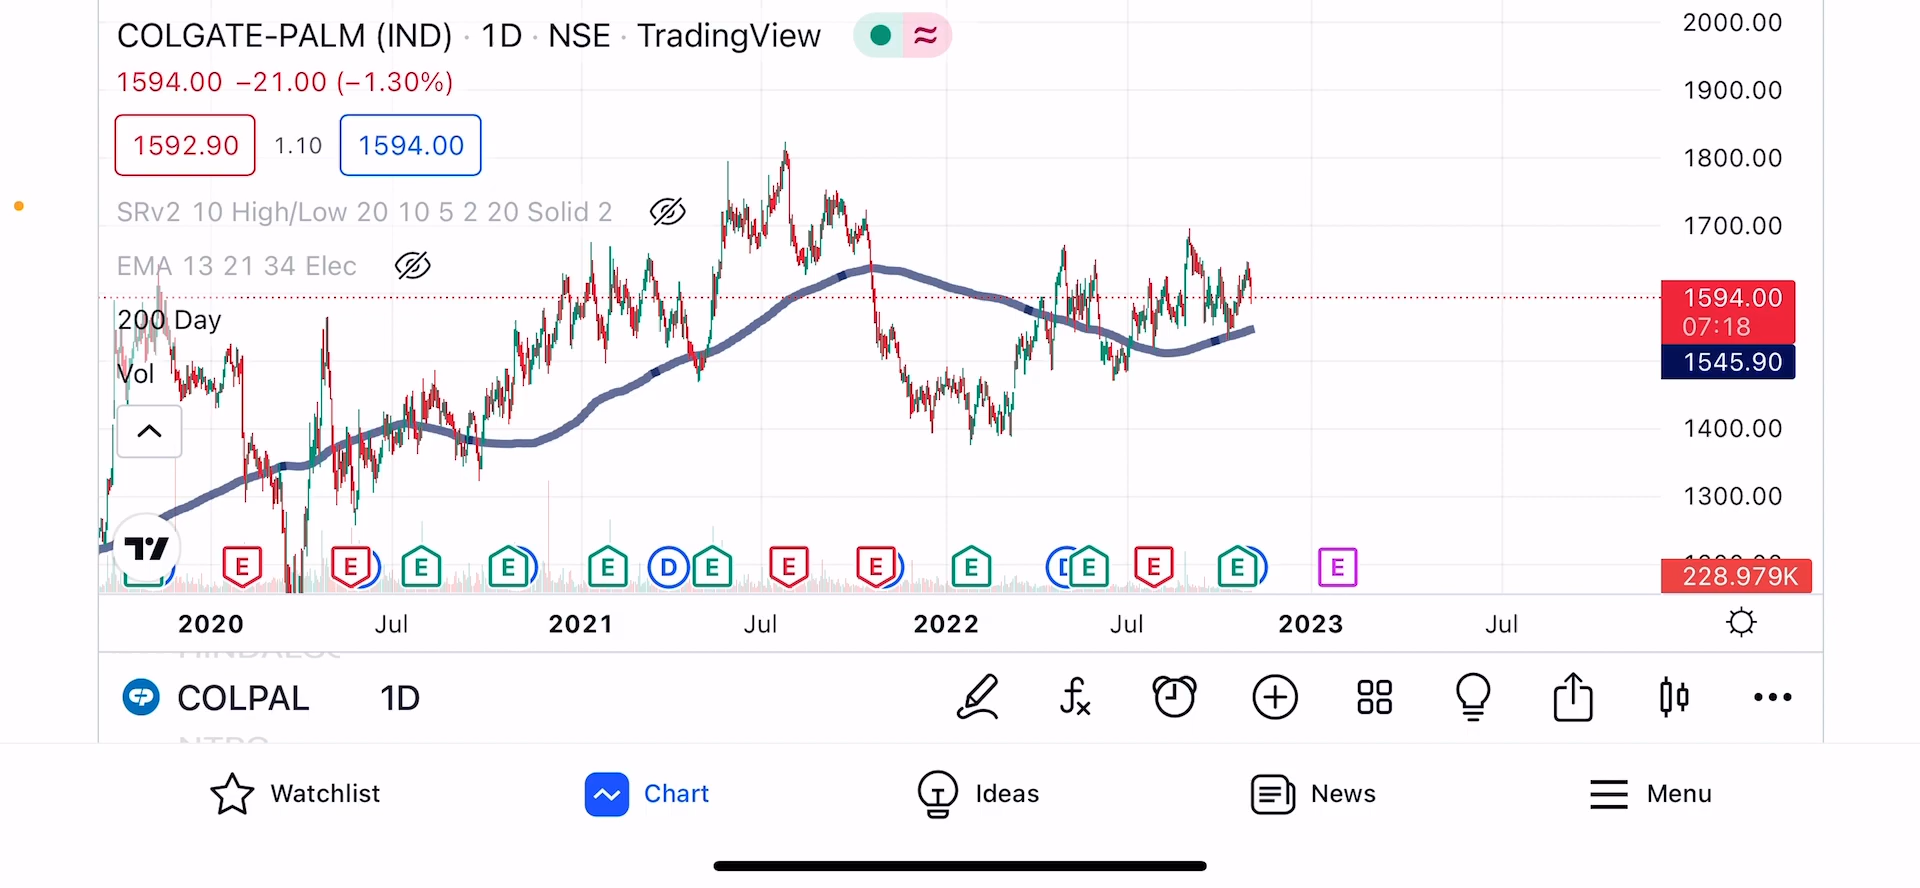 COLGATE-PALM (IND) · 1D · NSE · TradingView
1594.00 −21.00 (−1.30%)
1592.90 1.10 1594.00
SRv2 10 High/Low 20 10 5 2 20 Solid 2
EMA 13 21 34 Elec
200 Day
Vol
2000.00
1900.00
1800.00
1700.00
1594.00
07:18
1545.90
1400.00
1300.00
228.979K
E E E E E D E E E E E E E E
2020 Jul 2021 Jul 2022 Jul 2023 Jul
COLPAL 1D
Watchlist Chart Ideas News Menu